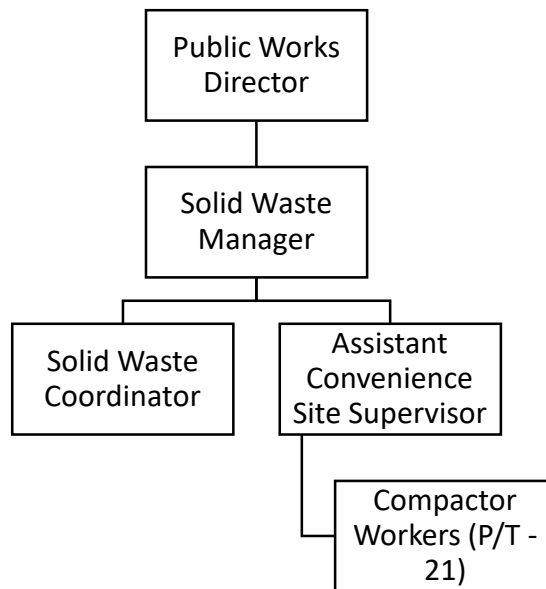 Public Works
Director
Solid Waste
Manager
Solid Waste
Coordinator
Assistant
Convenience
Site Supervisor
Compactor
Workers (P/T -
21)